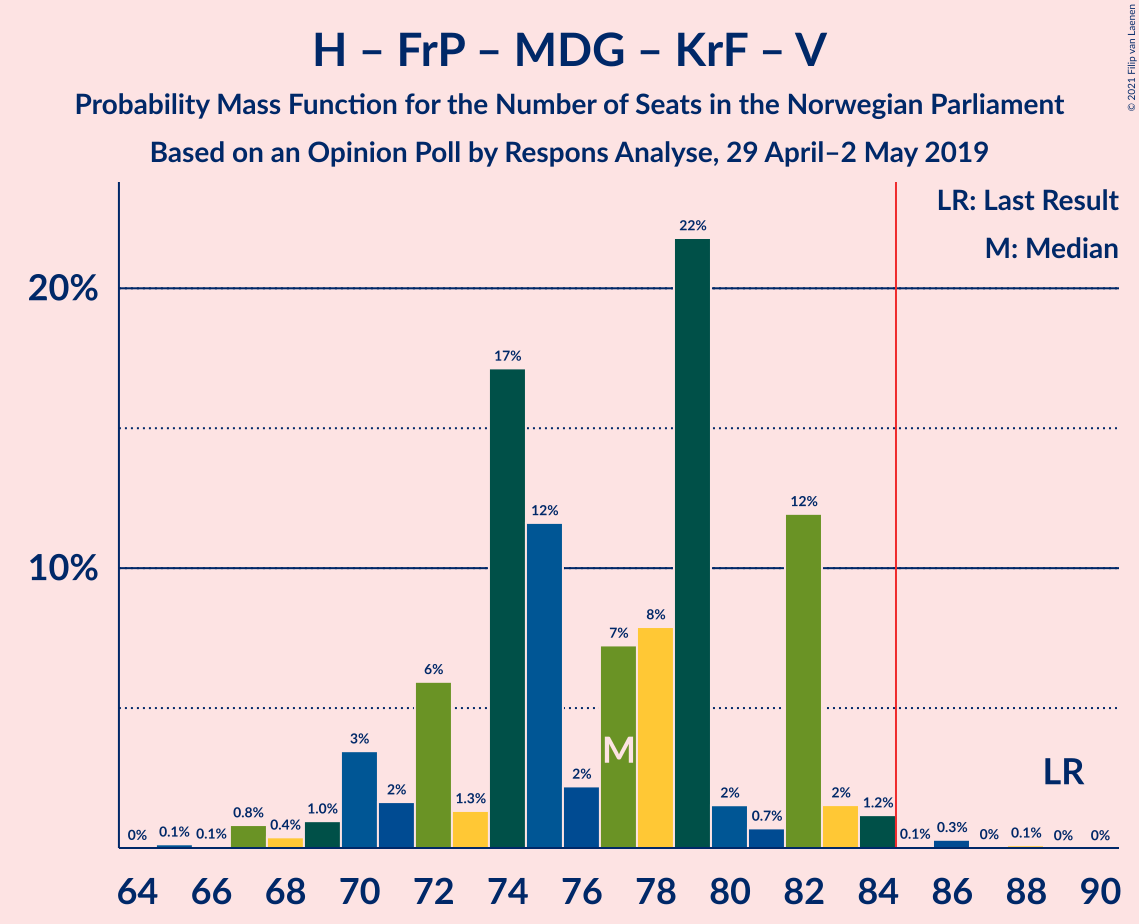 H – FrP – MDG – KrF – V
Probability Mass Function for the Number of Seats in the Norwegian Parliament
Based on an Opinion Poll by Respons Analyse, 29 April–2 May 2019
© 2021 Filip van Laenen
LR: Last Result
M: Median
20%
10%
0% 0.1% 0.1% 0.8% 0.4% 1.0% 3% 2% 6% 1.3% 17% 12% 2% 7% 8% 22% 2% 0.7% 12% 2% 1.2% 0.1% 0.3% 0% 0.1% 0% 0%
M
LR
64 66 68 70 72 74 76 78 80 82 84 86 88 90